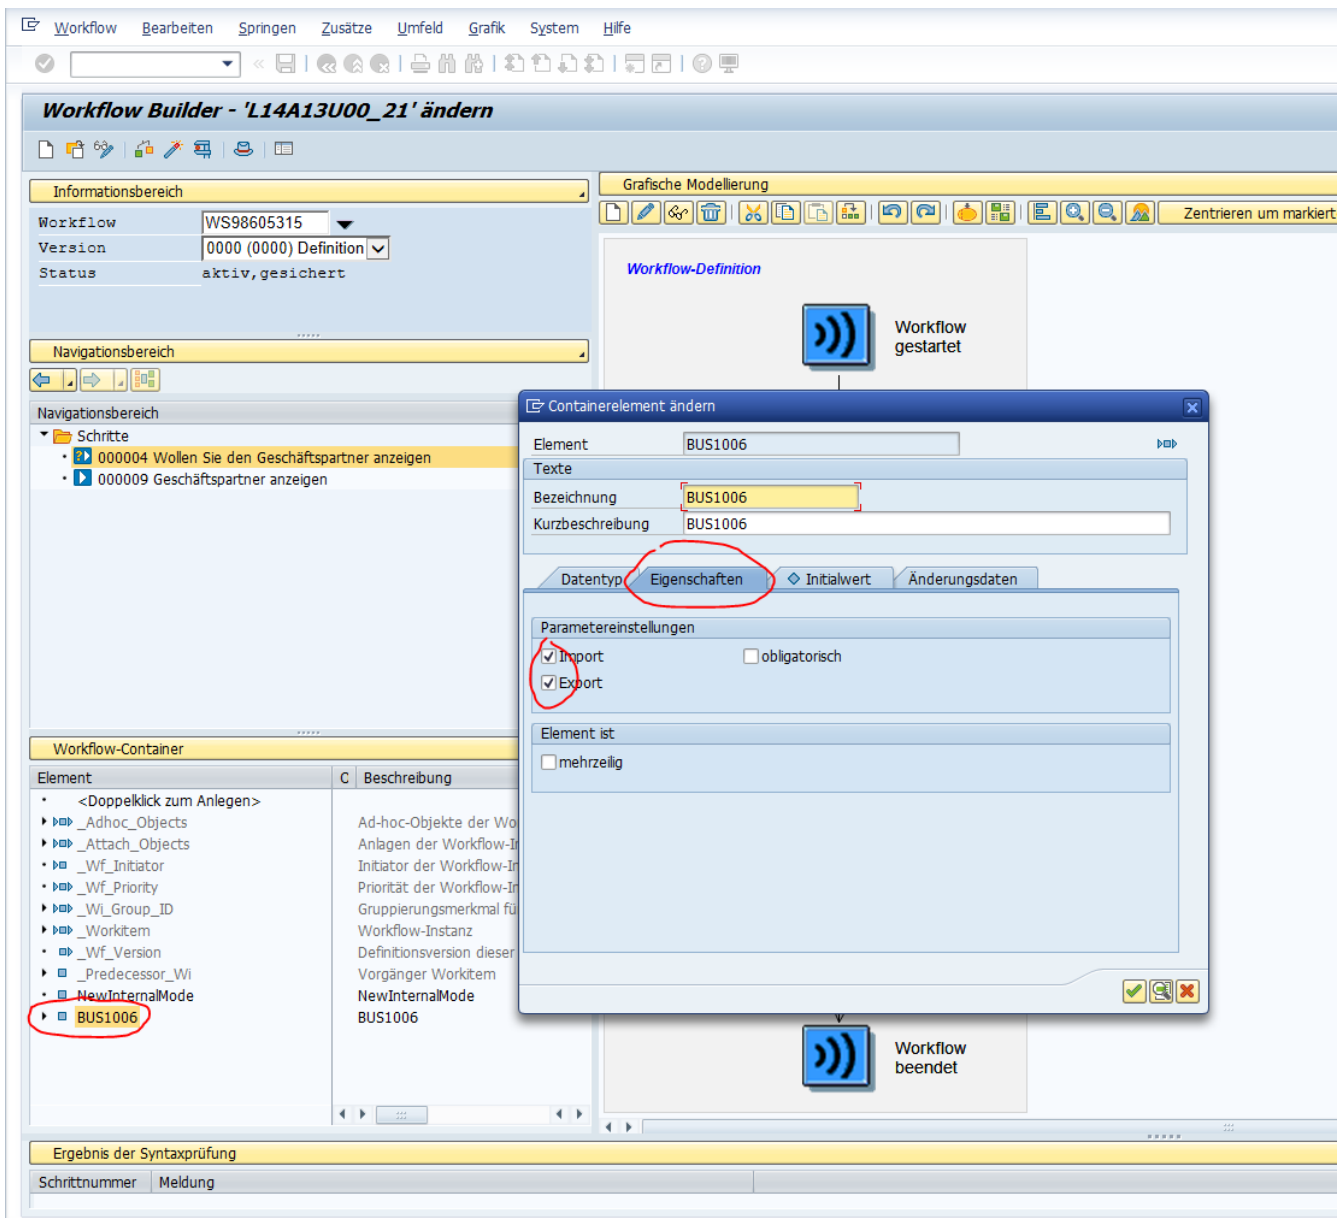 Workflow Bearbeiten Springen Zusätze Umfeld Grafik System Hilfe
Workflow Builder - 'L14A13U00_21' ändern
Informationsbereich
Workflow WS98605315
Version 0000 (0000) Definition
Status aktiv,gesichert
Navigationsbereich
Navigationsbereich
Schritte
000004 Wollen Sie den Geschäftspartner anzeigen
000009 Geschäftspartner anzeigen
Workflow-Container
Element C Beschreibung
<Doppelklick zum Anlegen>
_Adhoc_Objects Ad-hoc-Objekte der Wo
_Attach_Objects Anlagen der Workflow-In
_Wf_Initiator Initiator der Workflow-In
_Wf_Priority Priorität der Workflow-In
_Wi_Group_ID Gruppierungsmerkmal fü
_Workitem Workflow-Instanz
_Wf_Version Definitionsversion dieser
_Predecessor_Wi Vorgänger Workitem
NewInternalMode NewInternalMode
BUS1006 BUS1006
Grafische Modellierung
Zentrieren um markiert
Workflow-Definition
Workflow
gestartet
Containerelement ändern
Element BUS1006
Texte
Bezeichnung BUS1006
Kurzbeschreibung BUS1006
Datentyp Eigenschaften Initialwert Änderungsdaten
Parametereinstellungen
Import obligatorisch
Export
Element ist
mehrzeilig
Workflow
beendet
Ergebnis der Syntaxprüfung
Schrittnummer Meldung